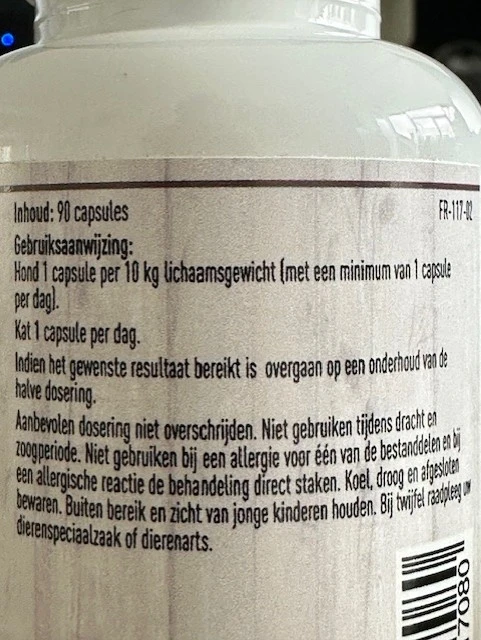 Inhoud: 90 capsules
FR-117-02
Gebruiksaanwijzing:
Hond 1 capsule per 10 kg lichaamsgewicht (met een minimum van 1 capsule
per dag).
Kat 1 capsule per dag.
Indien het gewenste resultaat bereikt is overgaan op een onderhoud van de
halve dosering.
Aanbevolen dosering niet overschrijden. Niet gebruiken tijdens dracht en
zoogperiode. Niet gebruiken bij een allergie voor één van de bestanddelen en bij
een allergische reactie de behandeling direct staken. Koel, droog en afgesloten
bewaren. Buiten bereik en zicht van jonge kinderen houden. Bij twijfel raadpleeg uw
dierenspeciaalzaak of dierenarts.
7080